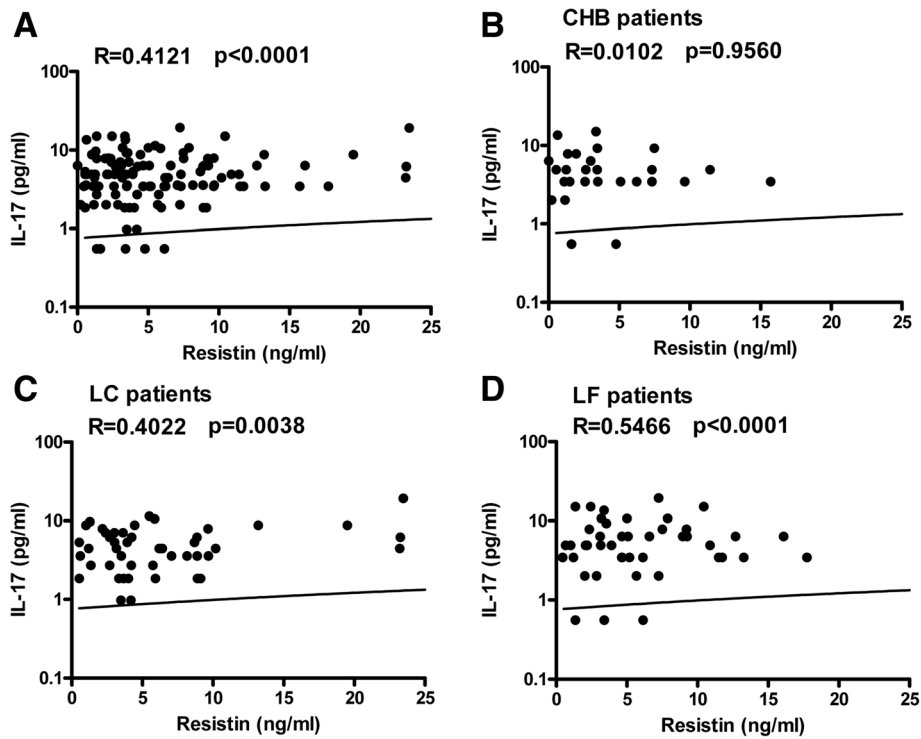 A
R=0.4121 p<0.0001
100
10
1
0.1
IL-17 (pg/ml)
0 5 10 15 20 25
Resistin (ng/ml)
B
CHB patients
R=0.0102 p=0.9560
100
10
1
0.1
IL-17 (pg/ml)
0 5 10 15 20 25
Resistin (ng/ml)
C
LC patients
R=0.4022 p=0.0038
100
10
1
0.1
IL-17 (pg/ml)
0 5 10 15 20 25
Resistin (ng/ml)
D
LF patients
R=0.5466 p<0.0001
100
10
1
0.1
IL-17 (pg/ml)
0 5 10 15 20 25
Resistin (ng/ml)